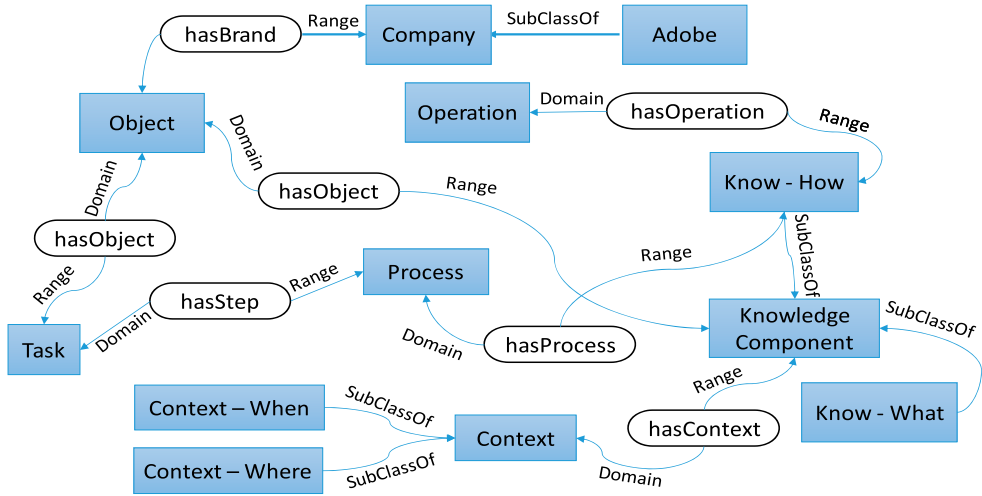 hasBrand
Range
Company
SubClassOf
Adobe
Object
Operation
Domain
hasOperation
Range
Domain
hasObject
Range
Know - How
Domain
hasObject
Range
SubClassOf
Range
Process
Range
hasStep
Domain
Task
Domain
hasProcess
Knowledge
Component
SubClassOf
Range
Context – When
SubClassOf
Context
hasContext
Know - What
Context – Where
SubClassOf
Domain